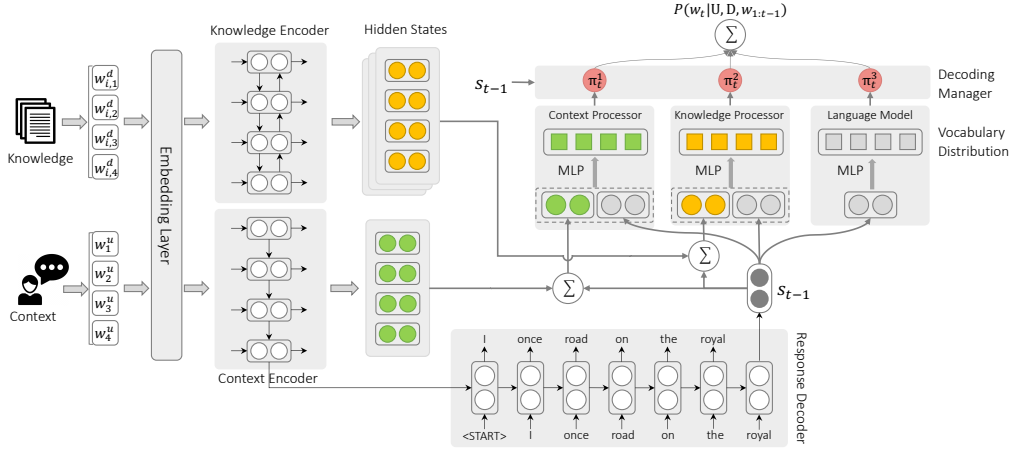 P(w_t|U, D, w_{1:t−1})
∑
Knowledge Encoder
Hidden States
s_{t−1}
π_t^1
π_t^2
π_t^3
Decoding
Manager
w_{i,1}^d
w_{i,2}^d
w_{i,3}^d
w_{i,4}^d
Knowledge
Embedding Layer
Context Processor
Knowledge Processor
Language Model
Vocabulary
Distribution
MLP
MLP
MLP
w_1^u
w_2^u
w_3^u
w_4^u
Context
∑
∑
s_{t−1}
Context Encoder
I
once
road
on
the
royal
<START>
I
once
road
on
the
royal
Response Decoder